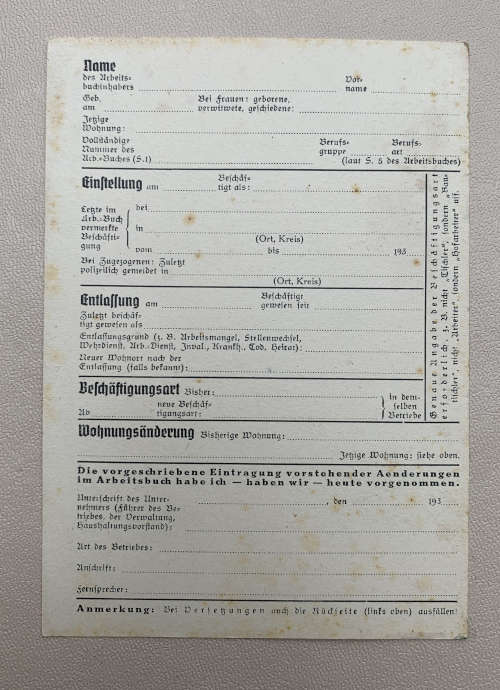 Name
des Arbeits=
buchinhabers Vor=
name
Geb. Bei Frauen: geborene,
am verwitwete, geschiedene:
Jetzige
Wohnung:
Vollständige Berufs= Berufs=
Nummer des gruppe art
Arb.=Buches (S.1) (laut S. 5 des Arbeitsbuches)
Einstellung am Beschäf=
tigt als:
Letzte im bei
Arb.=Buch
vermerkte in
Beschäfti= (Ort, Kreis)
gung vom bis 193
Bei Zugezogenen: Zuletzt
polizeilich gemeldet in
(Ort, Kreis)
Entlassung am Beschäftigt
gewesen seit
Zuletzt beschäf=
tigt gewesen als
Entlassungsgrund (z. B. Arbeitsmangel, Stellenwechsel,
Wehrdienst, Arb.=Dienst, Inval., Krankh., Tod, Heirat):
Neuer Wohnort nach der
Entlassung (falls bekannt):
Genaue Angabe der Beschäftigungsart
erforderlich, z. B. nicht „Tischler", sondern „Bau=
tischler", nicht „Arbeiter", sondern „Hofarbeiter" usf.
Beschäftigungsart Bisher: in dem=
neue Beschäf= selben
Ab tigungsart: Betriebe
Wohnungsänderung Bisherige Wohnung:
Jetzige Wohnung: siehe oben.
Die vorgeschriebene Eintragung vorstehender Aenderungen
im Arbeitsbuch habe ich — haben wir — heute vorgenommen.
Unterschrift des Unter= den 193
nehmers (Führer des Be=
triebes, der Verwaltung,
Haushaltungsvorstand):
Art des Betriebes:
Anschrift:
Fernsprecher:
Anmerkung: Bei Versetzungen auch die Rückseite (links oben) ausfüllen!